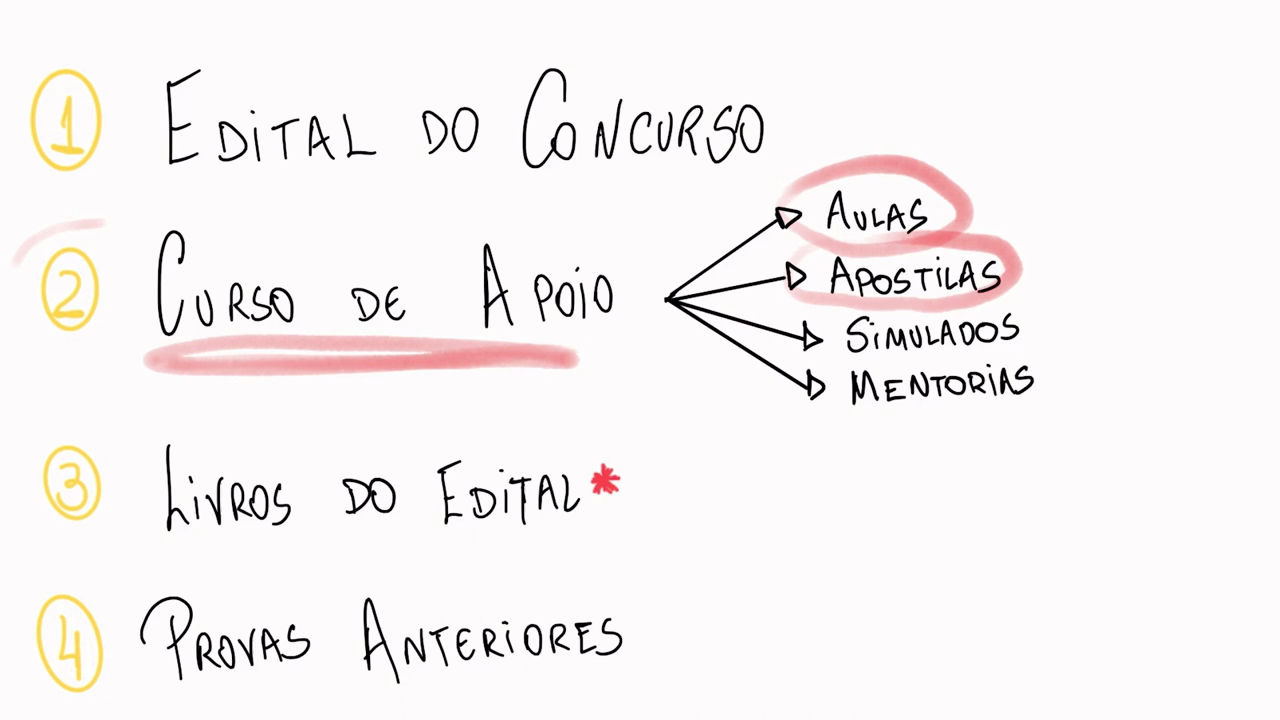 1 EDITAL DO CONCURSO
2 CURSO DE APOIO
AULAS
APOSTILAS
SIMULADOS
MENTORIAS
3 LIVROS DO EDITAL*
4 PROVAS ANTERIORES